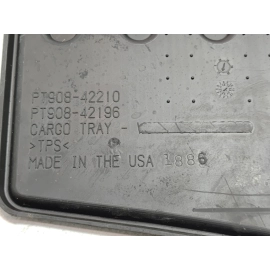 PT908-42210
PT908-42196
CARGO TRAY -
>TPS<
MADE IN THE USA 1886